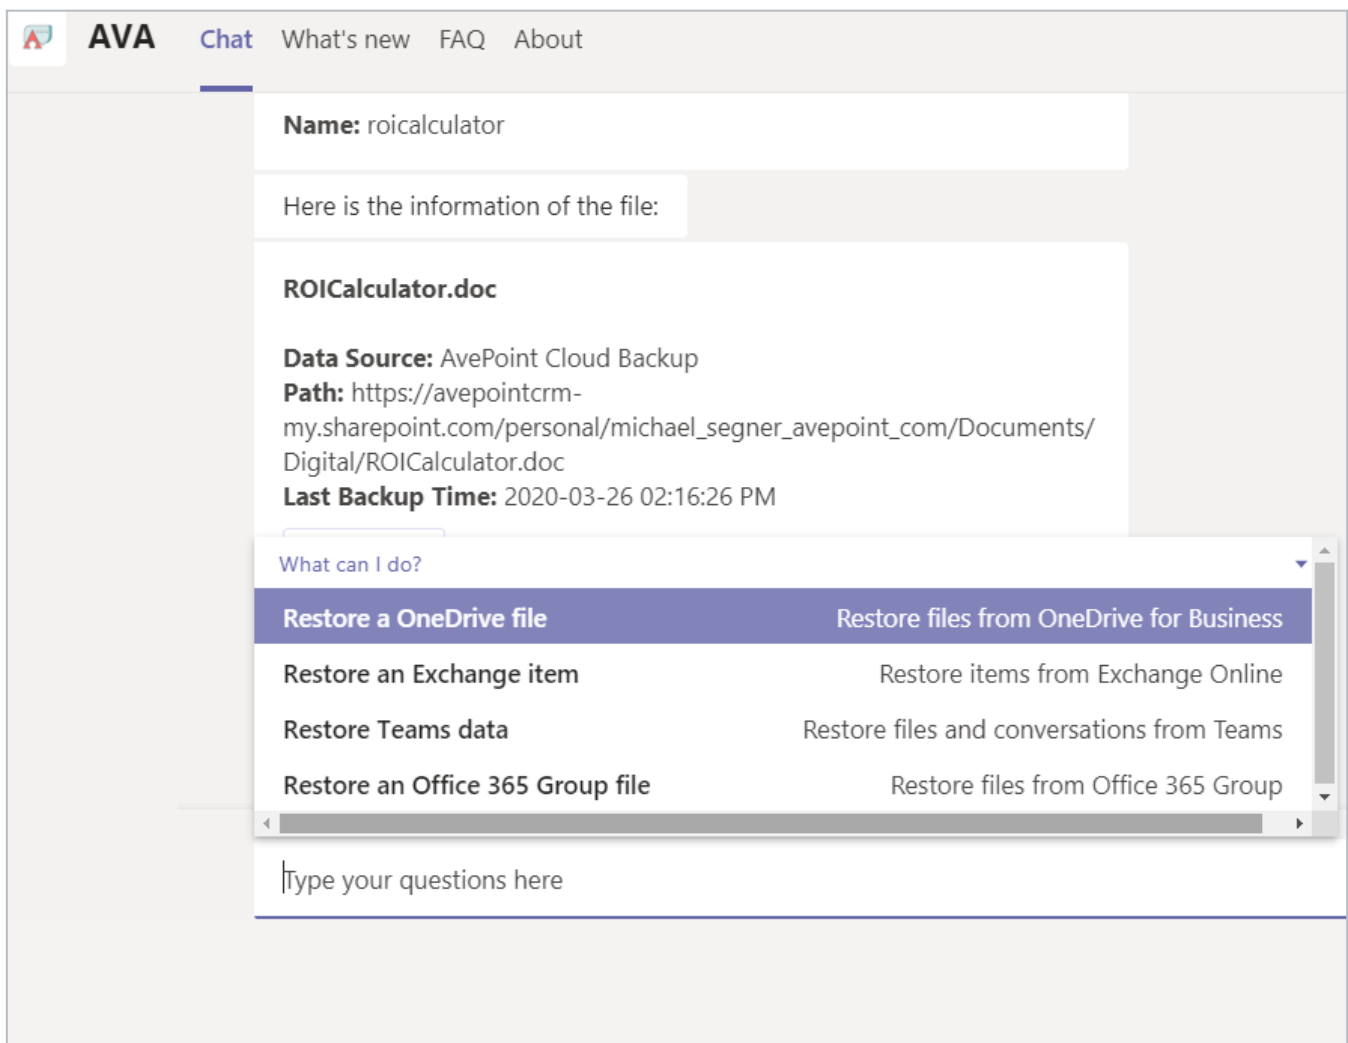 AVA Chat What's new FAQ About
Name: roicalculator
Here is the information of the file:
ROICalculator.doc
Data Source: AvePoint Cloud Backup
Path: https://avepointcrm-
my.sharepoint.com/personal/michael_segner_avepoint_com/Documents/
Digital/ROICalculator.doc
Last Backup Time: 2020-03-26 02:16:26 PM
What can I do?
Restore a OneDrive file Restore files from OneDrive for Business
Restore an Exchange item Restore items from Exchange Online
Restore Teams data Restore files and conversations from Teams
Restore an Office 365 Group file Restore files from Office 365 Group
Type your questions here